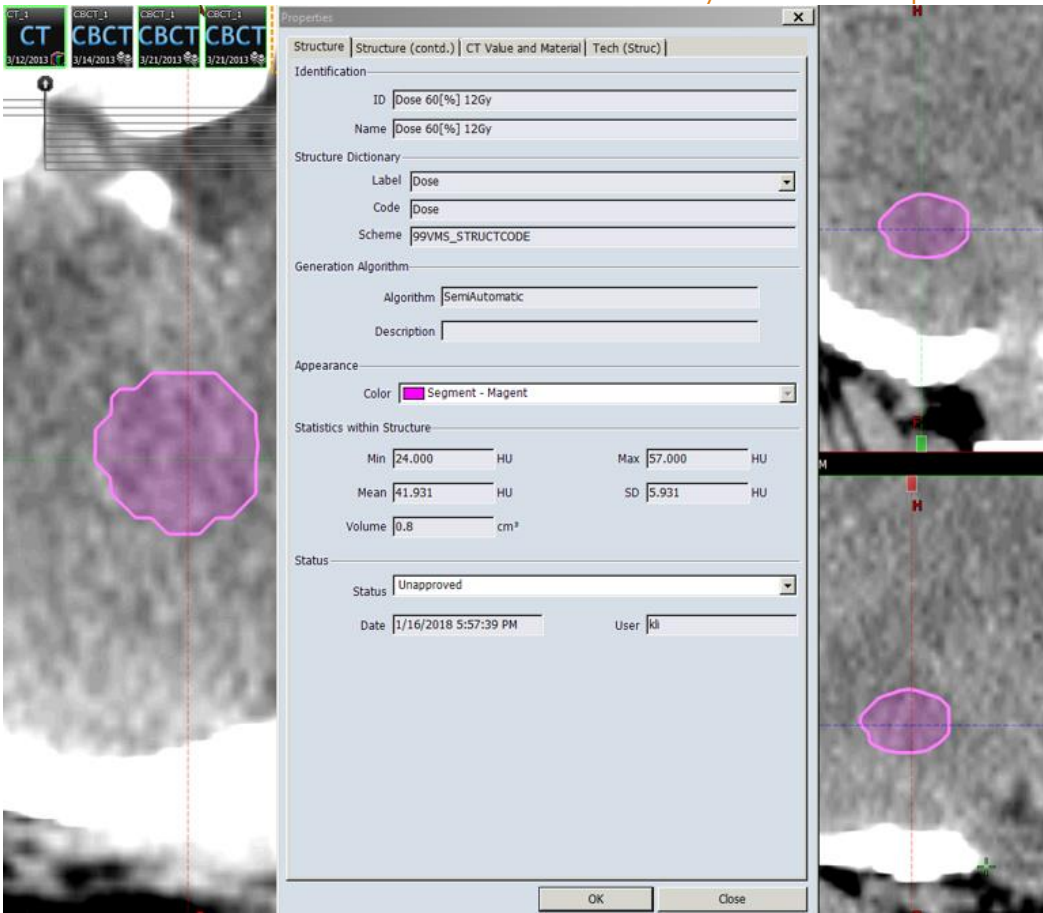 CT_1 CBCT_1 CBCT_1 CBCT_1
CT CBCT CBCT CBCT
3/12/2013 3/14/2013 3/21/2013 3/21/2013
Properties
Structure Structure (contd.) CT Value and Material Tech (Struc)
Identification
ID Dose 60[%] 12Gy
Name Dose 60[%] 12Gy
Structure Dictionary
Label Dose
Code Dose
Scheme 99VMS_STRUCTCODE
Generation Algorithm
Algorithm SemiAutomatic
Description
Appearance
Color Segment - Magent
Statistics within Structure
Min 24.000 HU Max 57.000 HU
Mean 41.931 HU SD 5.931 HU
Volume 0.8 cm³
Status
Status Unapproved
Date 1/16/2018 5:57:39 PM User kli
OK Close
H
F
M
H